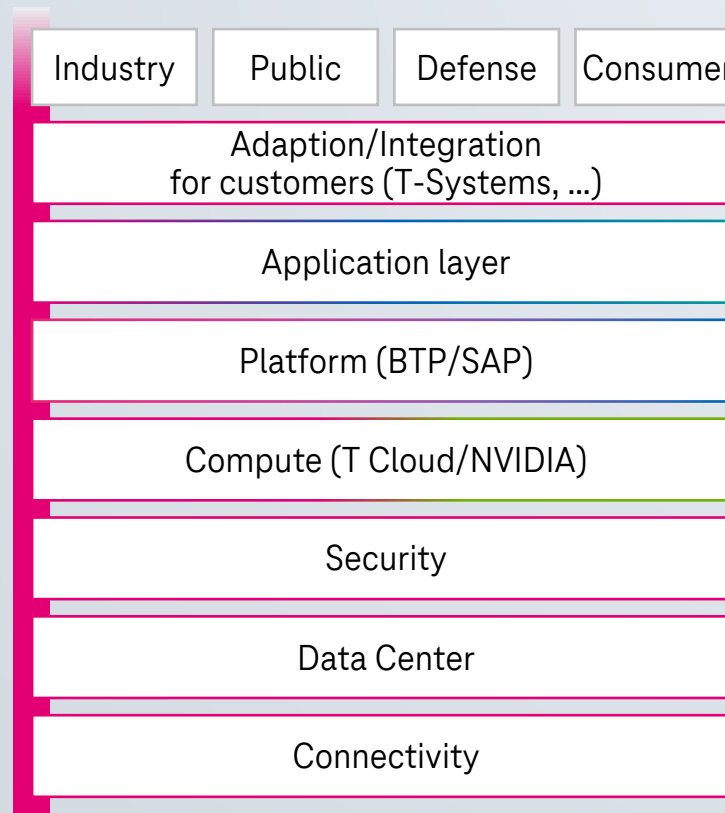 Industry Public Defense Consumer
Adaption/Integration
for customers (T-Systems, ...)
Application layer
Platform (BTP/SAP)
Compute (T Cloud/NVIDIA)
Security
Data Center
Connectivity